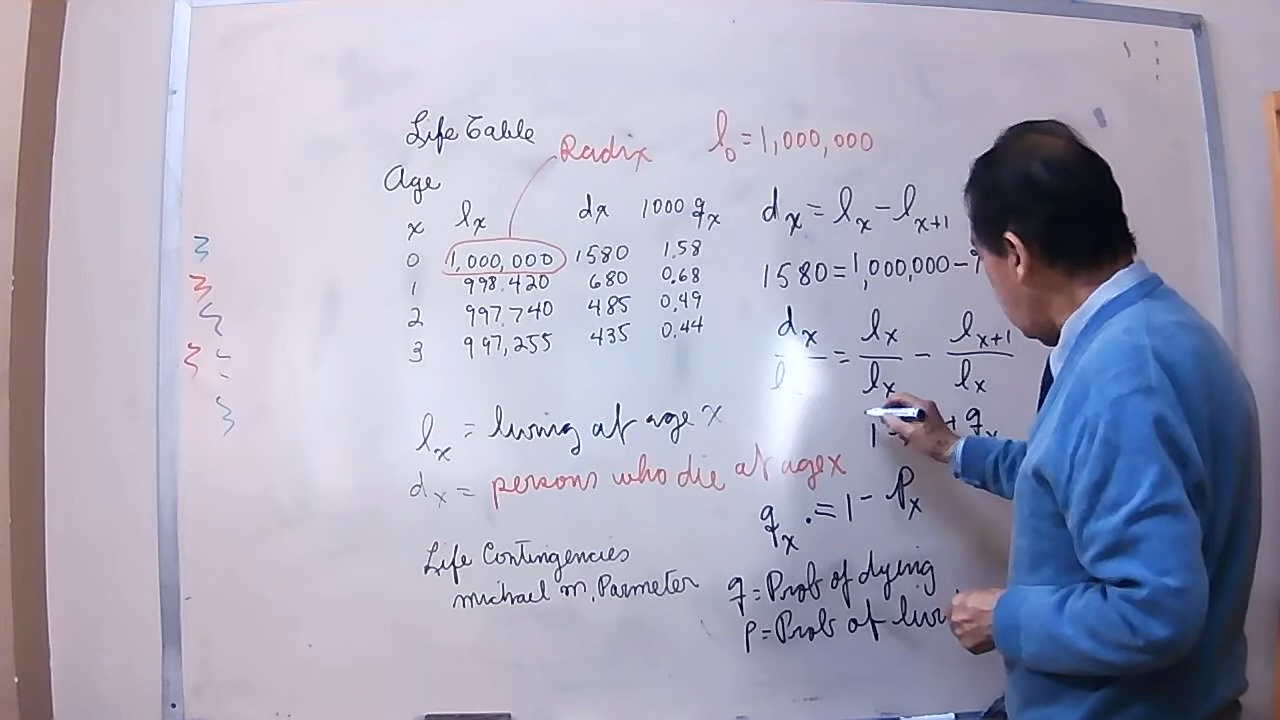 Life Table
Radix
l₀ = 1,000,000
Age
x lx dx 1000 qx
0 1,000,000 1580 1.58
1 998,420 680 0.68
2 997,740 485 0.49
3 997,255 435 0.44
dx = lx - lx+1
1580 = 1,000,000 -
dx/l = lx/lx - lx+1/lx
1 + qx
lx = living at age x
dx = persons who die at age x
qx = 1 - Px
Life Contingencies
Michael M. Parmeter
q = Prob of dying
p = Prob of